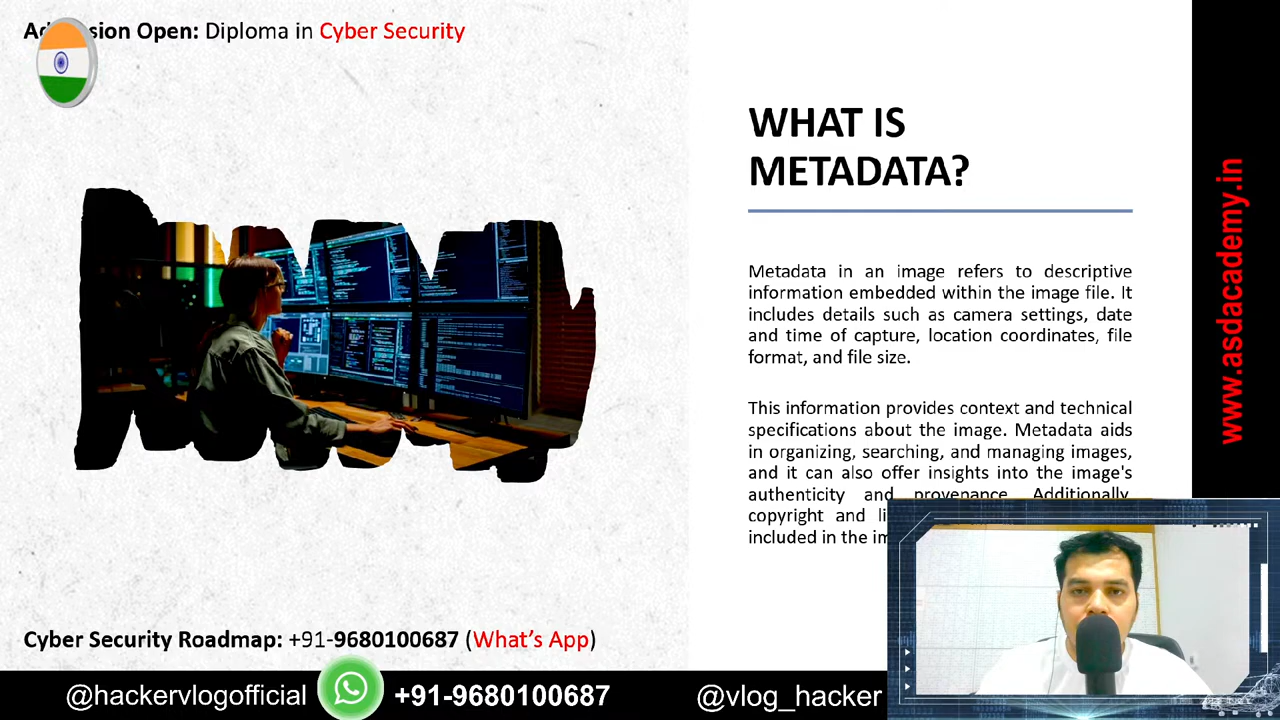 Open: Diploma in Cyber Security
WHAT IS
METADATA?
Metadata in an image refers to descriptive
information embedded within the image file. It
includes details such as camera settings, date
and time of capture, location coordinates, file
format, and file size.
This information provides context and technical
specifications about the image. Metadata aids
in organizing, searching, and managing images,
and it can also offer insights into the image's
authenticity and provenance. Additionally,
copyright and
included in the
www.asdacademy.in
Cyber Security Roadmap: +91-9680100687 (What's App)
@hackervlogofficial
+91-9680100687
@vlog_hacker